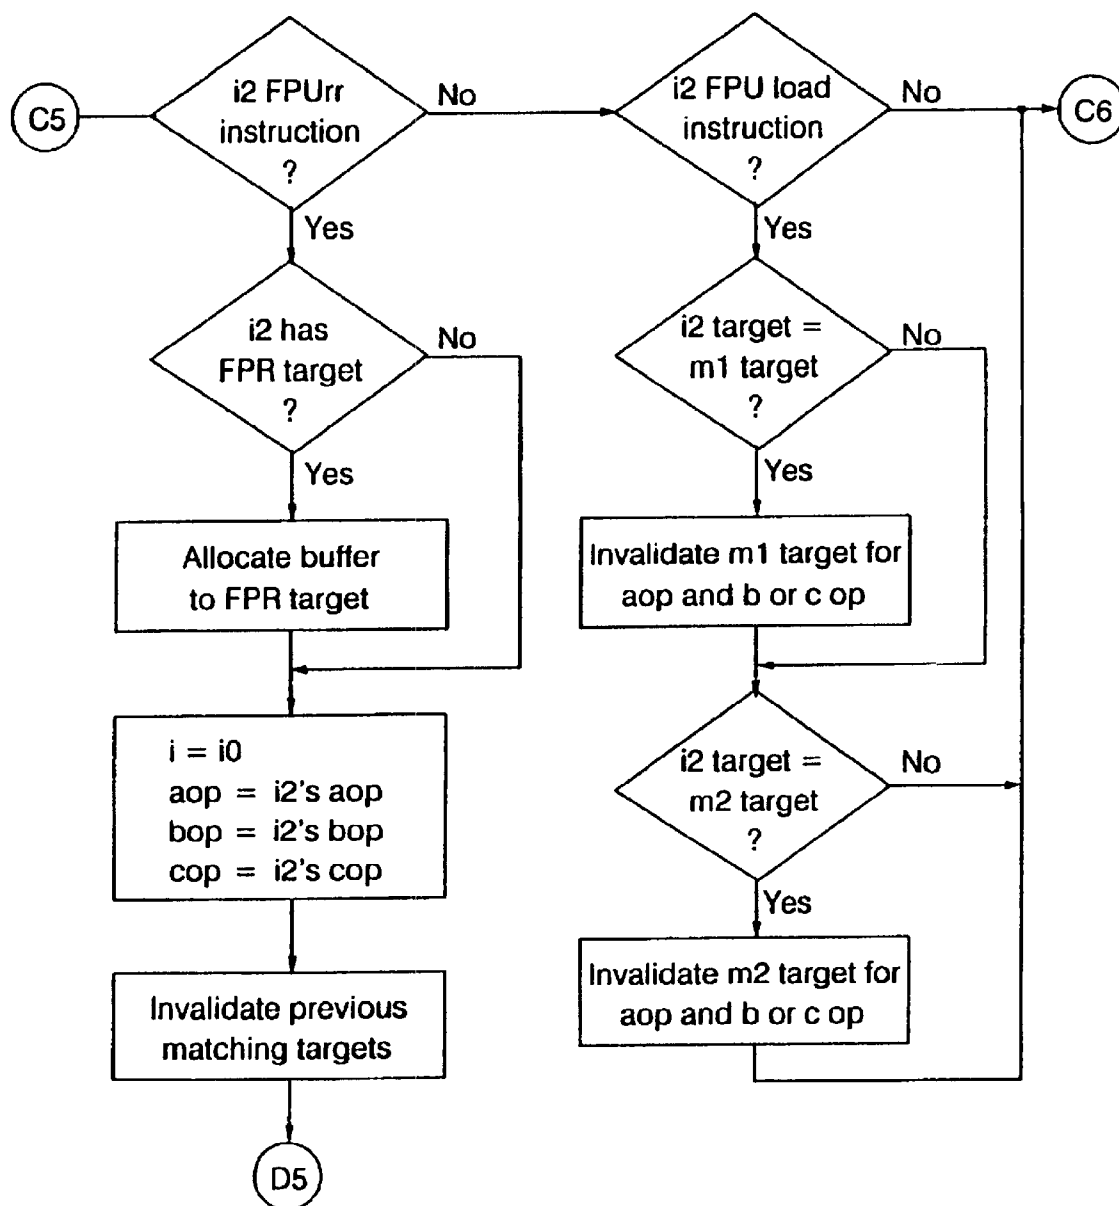 C5
i2 FPUrr
instruction
?
No
Yes
i2 FPU load
instruction
?
No
Yes
C6
i2 has
FPR target
?
No
Yes
i2 target =
m1 target
?
No
Yes
Allocate buffer
to FPR target
Invalidate m1 target for
aop and b or c op
i = i0
aop = i2's aop
bop = i2's bop
cop = i2's cop
i2 target =
m2 target
?
No
Yes
Invalidate previous
matching targets
Invalidate m2 target for
aop and b or c op
D5